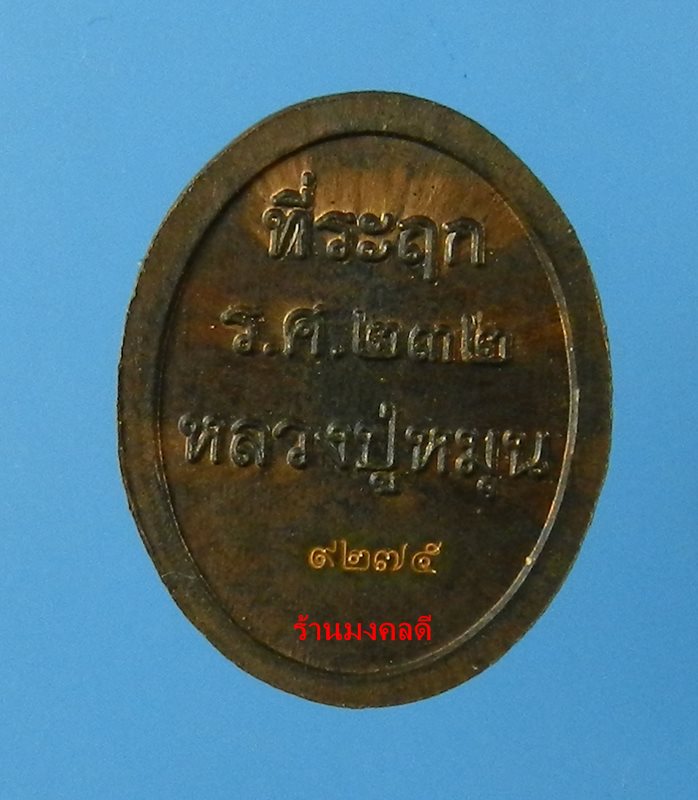 ที่ระฤก
ร.ศ.๒๓๒
หลวงปู่หมุน
๙๒๗๕
ร้านมงคลดี